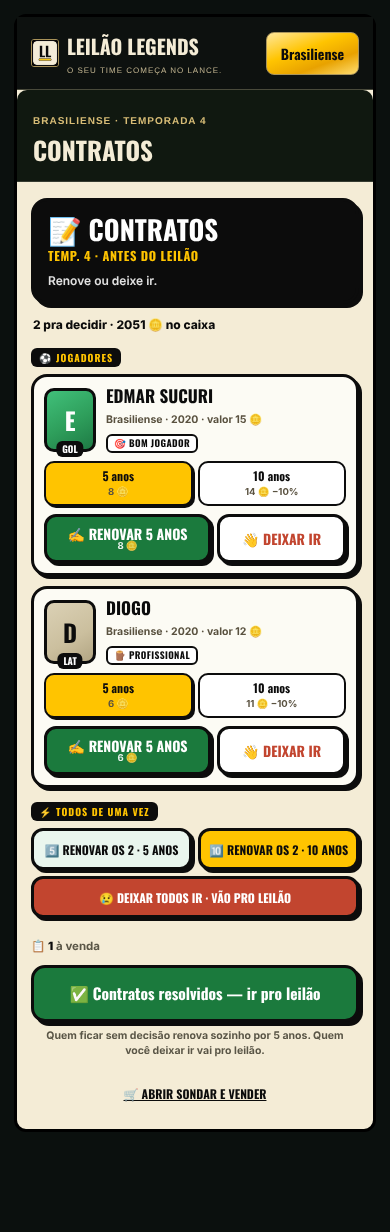 LL
LEILÃO LEGENDS
O SEU TIME COMEÇA NO LANCE.
Brasiliense
BRASILIENSE · TEMPORADA 4
CONTRATOS
📝 CONTRATOS
TEMP. 4 · ANTES DO LEILÃO
Renove ou deixe ir.
2 pra decidir · 2051 🪙 no caixa
⚽ JOGADORES
E
GOL
EDMAR SUCURI
Brasiliense · 2020 · valor 15 🪙
🎯 BOM JOGADOR
5 anos
8 🪙
10 anos
14 🪙 −10%
✍️ RENOVAR 5 ANOS
8 🪙
👋 DEIXAR IR
D
LAT
DIOGO
Brasiliense · 2020 · valor 12 🪙
🪵 PROFISSIONAL
5 anos
6 🪙
10 anos
11 🪙 −10%
✍️ RENOVAR 5 ANOS
6 🪙
👋 DEIXAR IR
⚡ TODOS DE UMA VEZ
5️⃣ RENOVAR OS 2 · 5 ANOS
🔟 RENOVAR OS 2 · 10 ANOS
😢 DEIXAR TODOS IR · VÃO PRO LEILÃO
📋 1 à venda
✅ Contratos resolvidos — ir pro leilão
Quem ficar sem decisão renova sozinho por 5 anos. Quem
você deixar ir vai pro leilão.
🛒 ABRIR SONDAR E VENDER